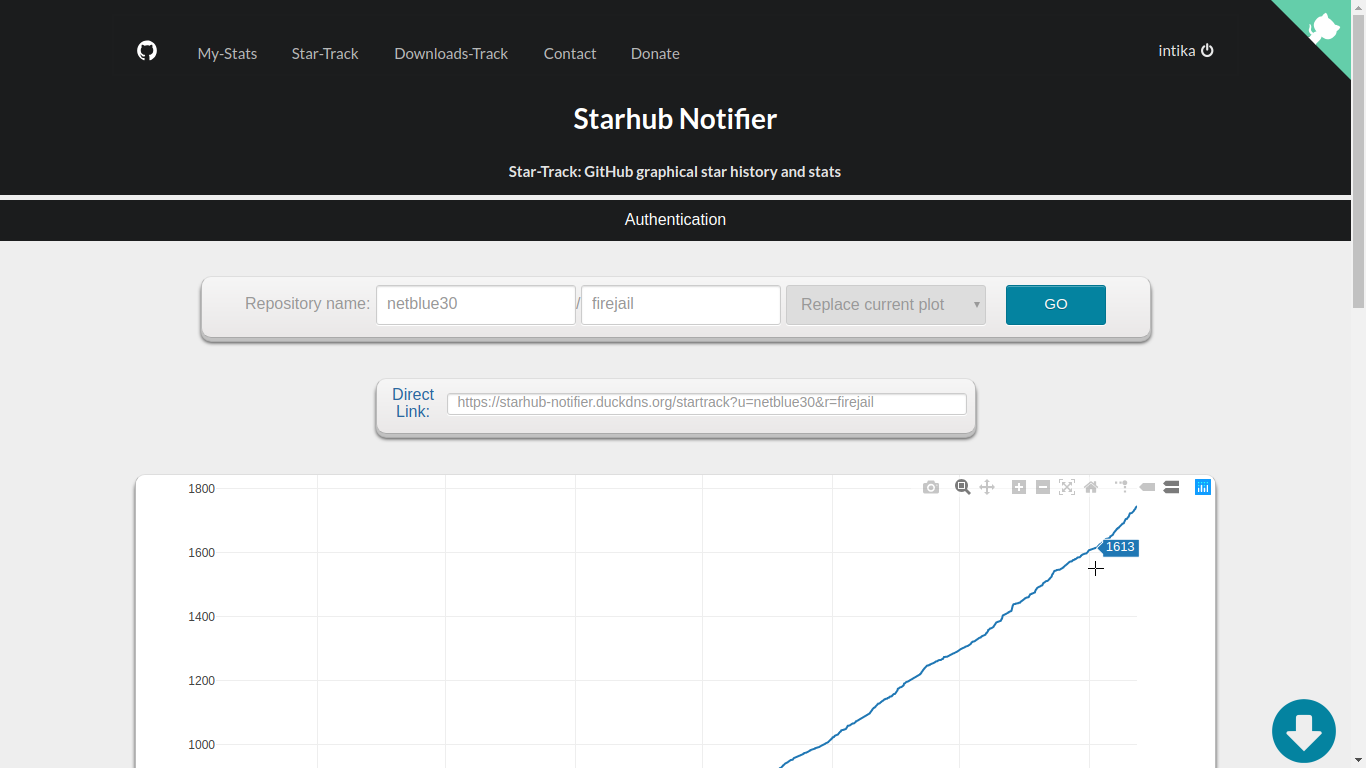 My-Stats Star-Track Downloads-Track Contact Donate intika
Starhub Notifier
Star-Track: GitHub graphical star history and stats
Authentication
Repository name: netblue30 / firejail Replace current plot GO
Direct
Link:
https://starhub-notifier.duckdns.org/startrack?u=netblue30&r=firejail
1800
1600
1613
1400
1200
1000